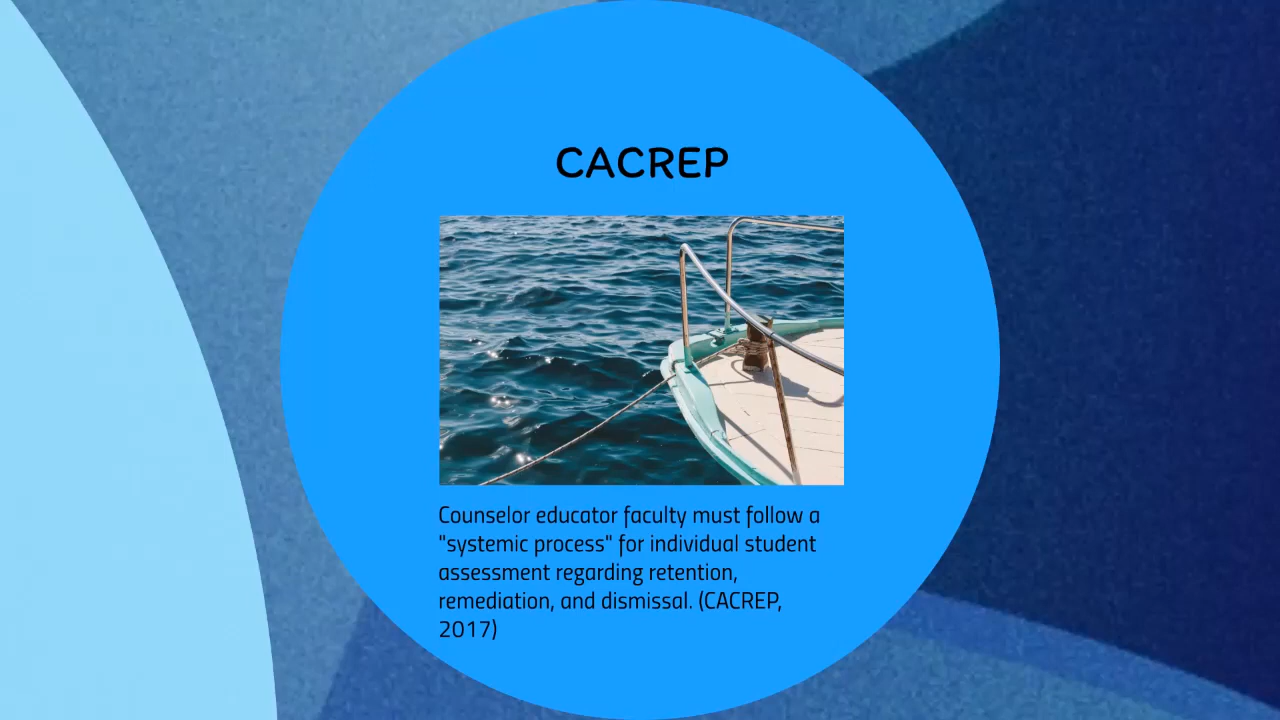 CACREP
Counselor educator faculty must follow a
"systemic process" for individual student
assessment regarding retention,
remediation, and dismissal. (CACREP,
2017)